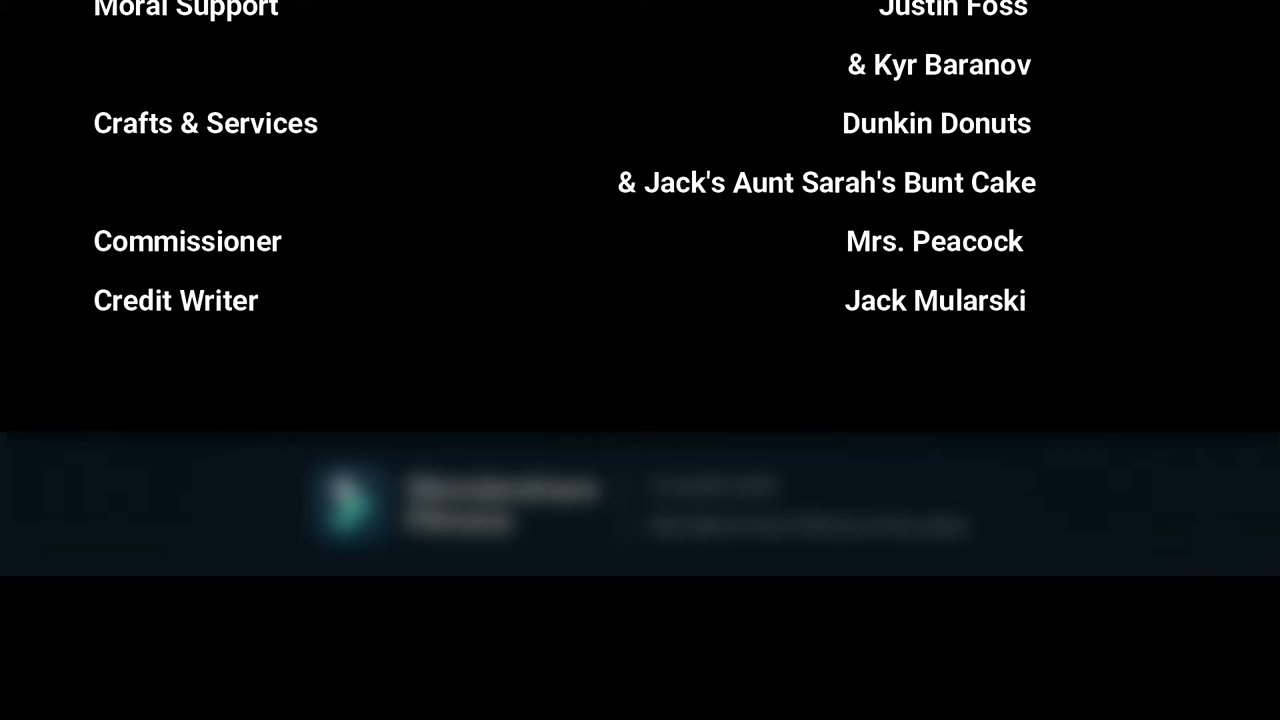 Moral Support Justin Foss
& Kyr Baranov
Crafts & Services Dunkin Donuts
& Jack's Aunt Sarah's Bunt Cake
Commissioner Mrs. Peacock
Credit Writer Jack Mularski